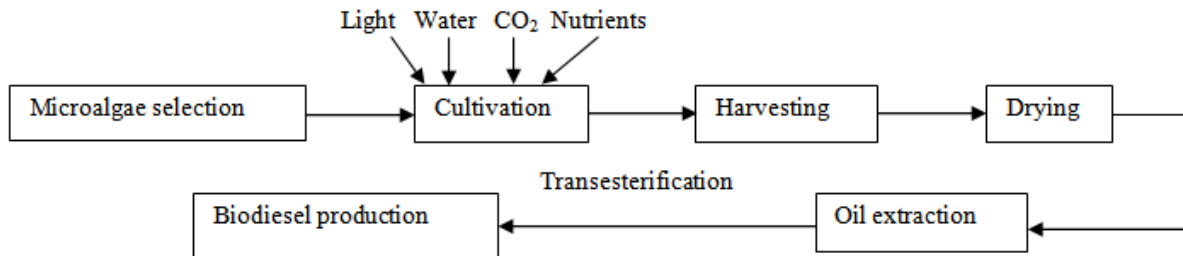 Light Water CO₂ Nutrients
Microalgae selection
Cultivation
Harvesting
Drying
Transesterification
Biodiesel production
Oil extraction